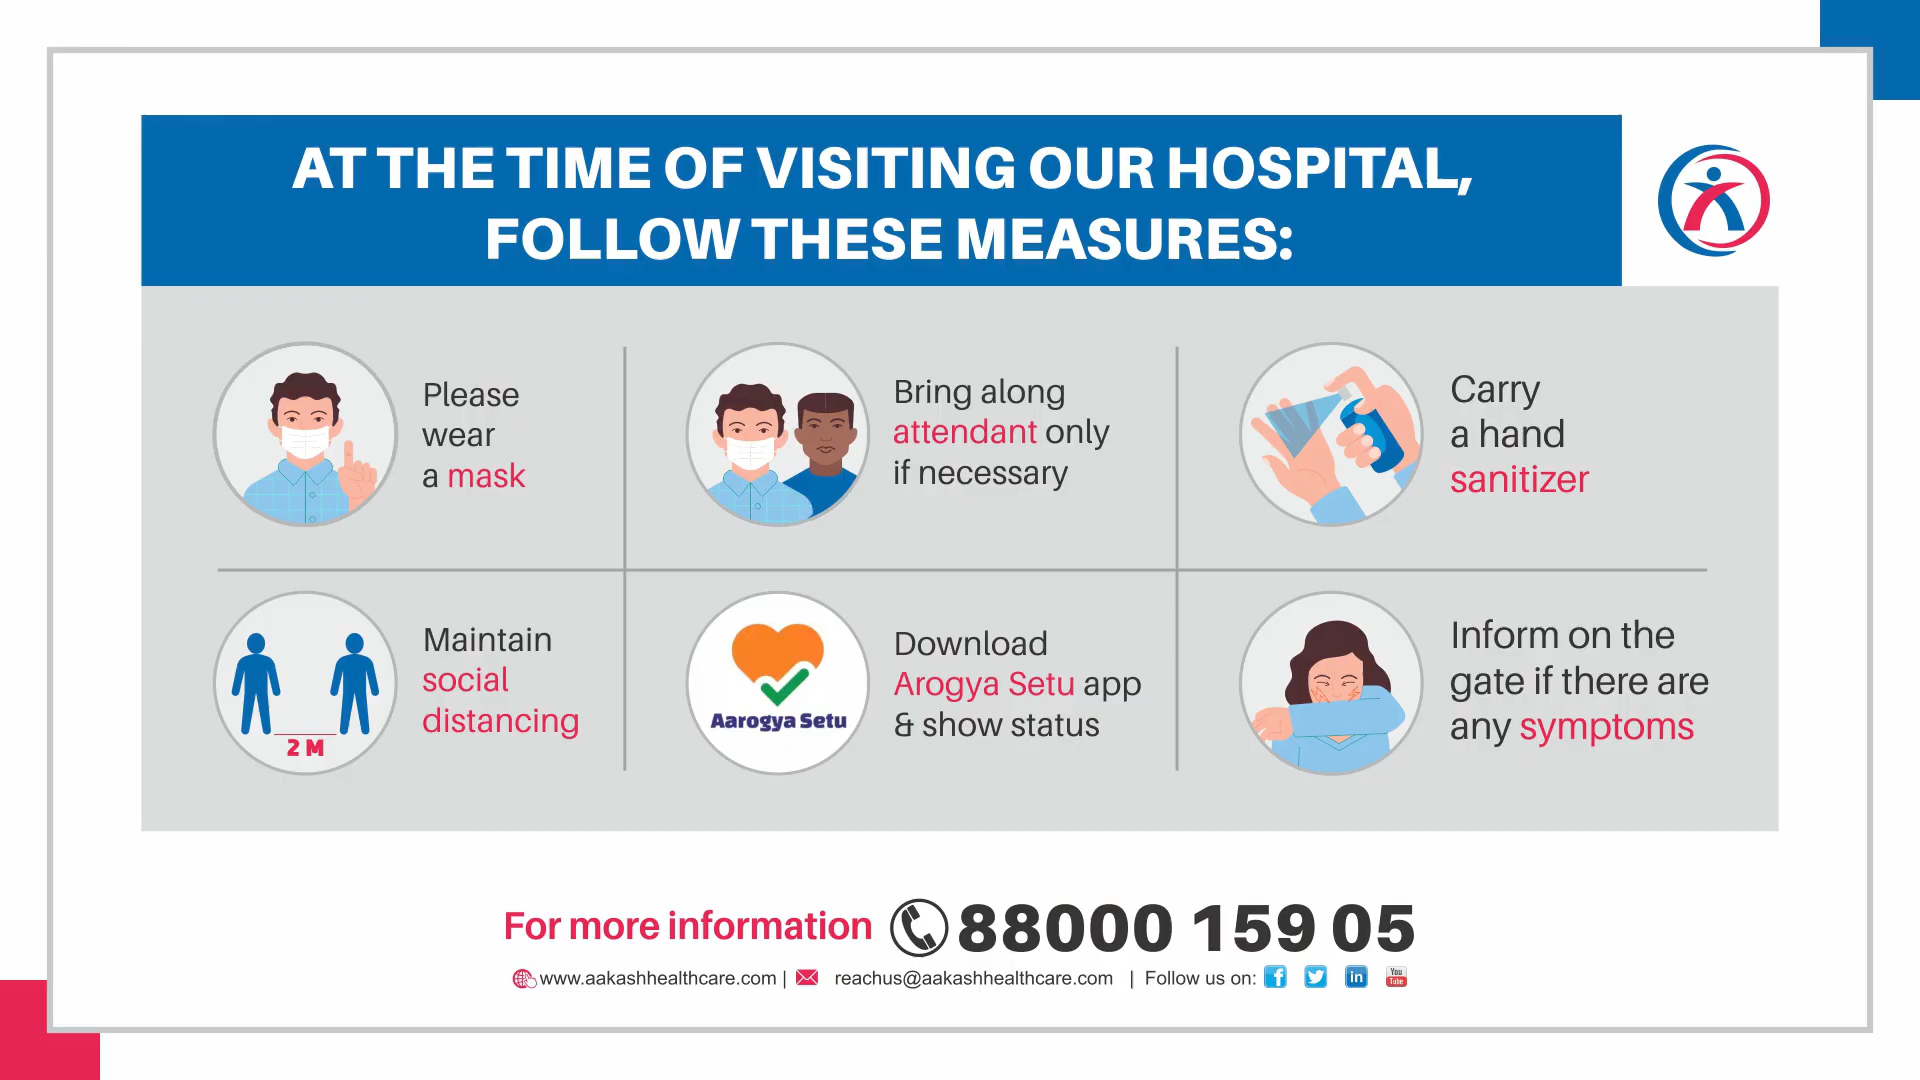 AT THE TIME OF VISITING OUR HOSPITAL,
FOLLOW THESE MEASURES:
Please
wear
a mask
Bring along
attendant only
if necessary
Carry
a hand
sanitizer
2 M
Maintain
social
distancing
Aarogya Setu
Download
Arogya Setu app
& show status
Inform on the
gate if there are
any symptoms
For more information 88000 159 05
www.aakashhealthcare.com | reachus@aakashhealthcare.com | Follow us on: f in You Tube